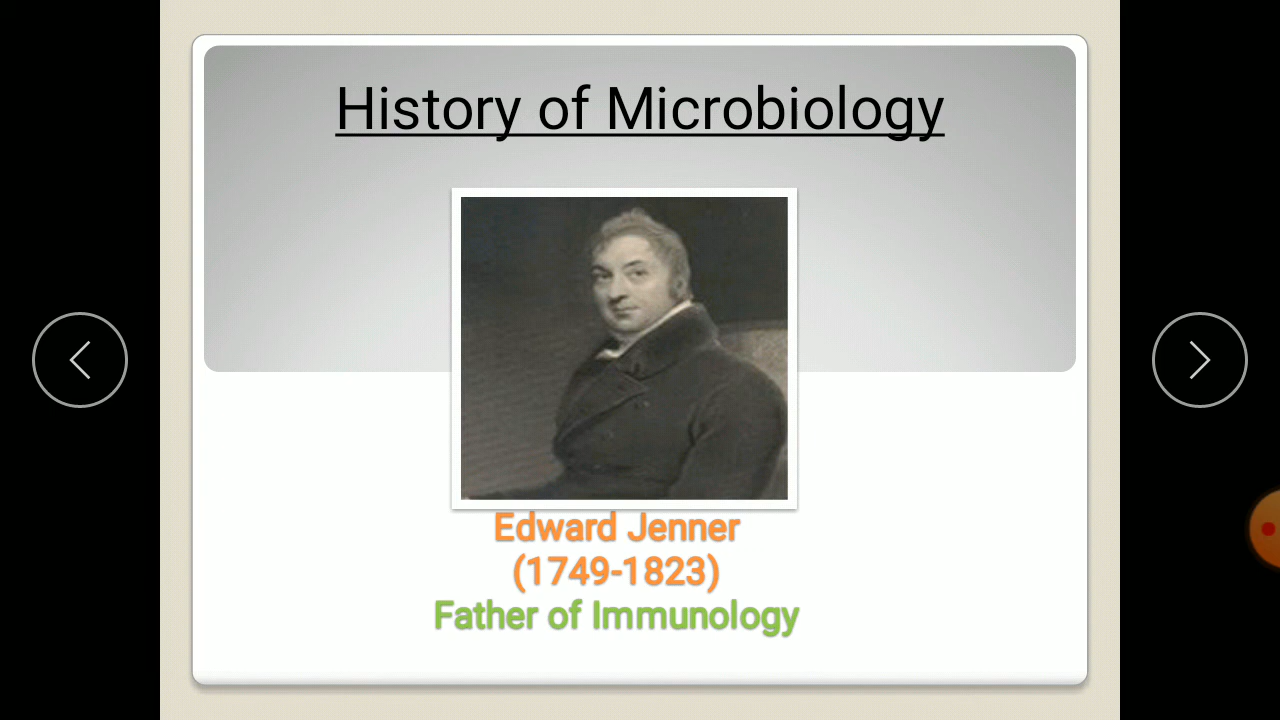 History of Microbiology
Edward Jenner
(1749-1823)
Father of Immunology